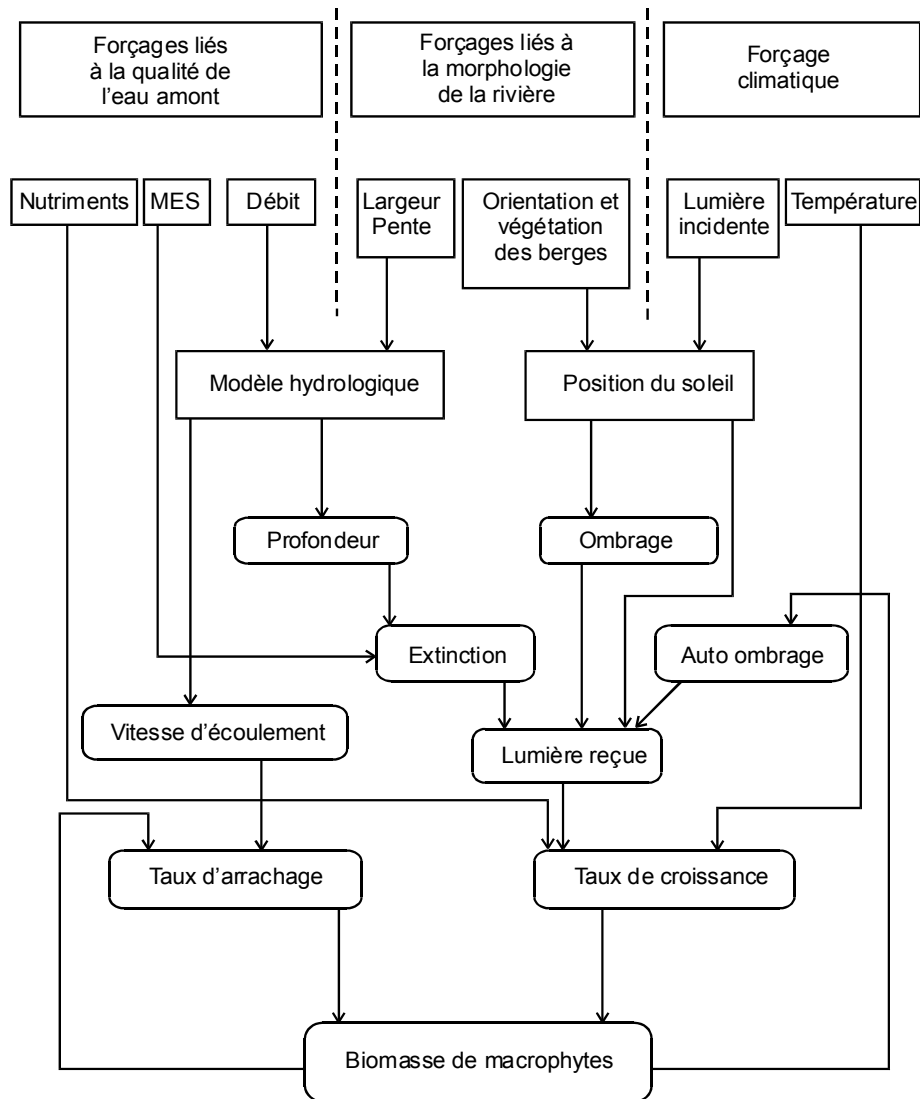 Forçages liés
à la qualité de
l'eau amont
Forçages liés à
la morphologie
de la rivière
Forçage
climatique
Nutriments
MES
Débit
Largeur
Pente
Orientation et
végétation
des berges
Lumière
incidente
Température
Modèle hydrologique
Position du soleil
Profondeur
Ombrage
Extinction
Auto ombrage
Vitesse d'écoulement
Lumière reçue
Taux d'arrachage
Taux de croissance
Biomasse de macrophytes